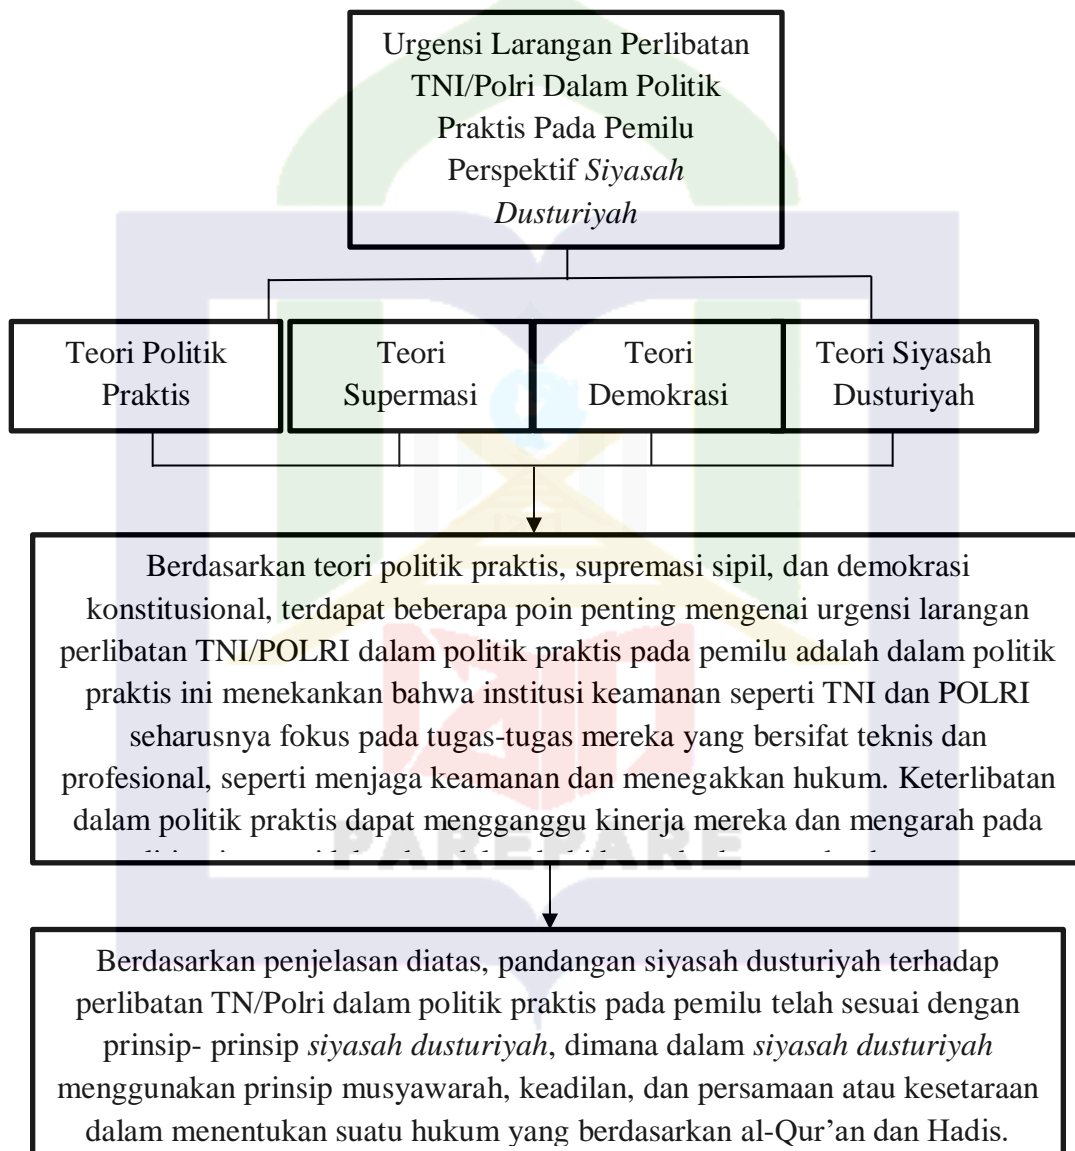 Urgensi Larangan Perlibatan
TNI/Polri Dalam Politik
Praktis Pada Pemilu
Perspektif Siyasah
Dusturiyah
Teori Politik
Praktis
Teori
Supermasi
Teori
Demokrasi
Teori Siyasah
Dusturiyah
Berdasarkan teori politik praktis, supremasi sipil, dan demokrasi
konstitusional, terdapat beberapa poin penting mengenai urgensi larangan
perlibatan TNI/POLRI dalam politik praktis pada pemilu adalah dalam politik
praktis ini menekankan bahwa institusi keamanan seperti TNI dan POLRI
seharusnya fokus pada tugas-tugas mereka yang bersifat teknis dan
profesional, seperti menjaga keamanan dan menegakkan hukum. Keterlibatan
dalam politik praktis dapat mengganggu kinerja mereka dan mengarah pada
PAREPARE
Berdasarkan penjelasan diatas, pandangan siyasah dusturiyah terhadap
perlibatan TN/Polri dalam politik praktis pada pemilu telah sesuai dengan
prinsip- prinsip siyasah dusturiyah, dimana dalam siyasah dusturiyah
menggunakan prinsip musyawarah, keadilan, dan persamaan atau kesetaraan
dalam menentukan suatu hukum yang berdasarkan al-Qur’an dan Hadis.